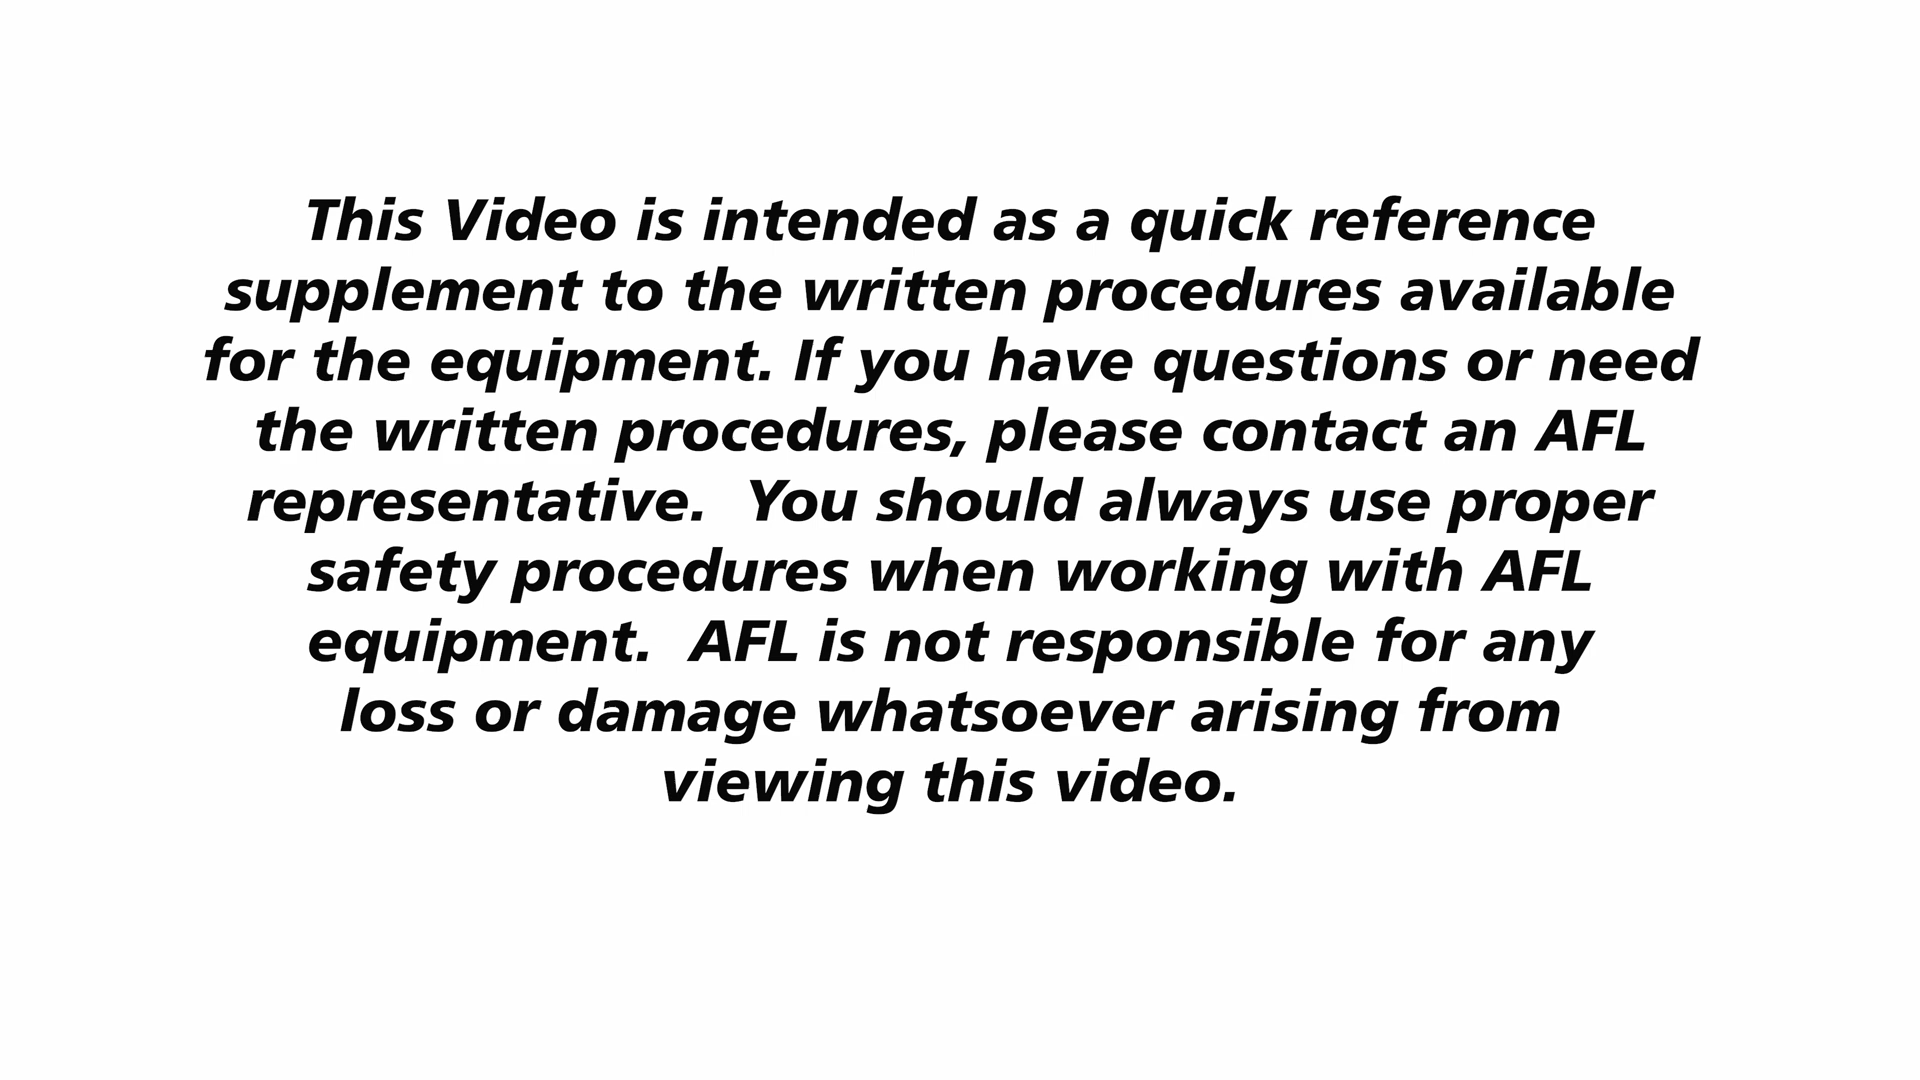 This Video is intended as a quick reference
supplement to the written procedures available
for the equipment. If you have questions or need
the written procedures, please contact an AFL
representative.  You should always use proper
safety procedures when working with AFL
equipment.  AFL is not responsible for any
loss or damage whatsoever arising from
viewing this video.